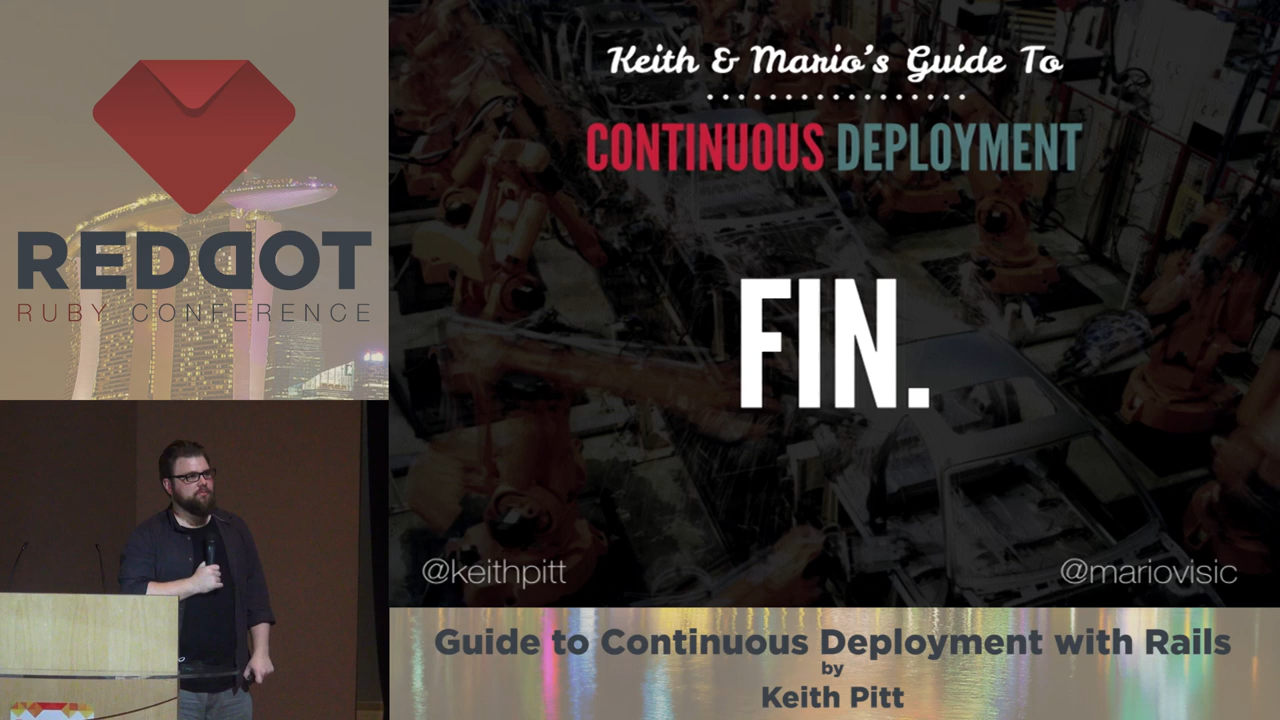 REDDOT
RUBY CONFERENCE
Keith & Mario's Guide To
CONTINUOUS DEPLOYMENT
FIN.
@keithpitt
@mariovisic
Guide to Continuous Deployment with Rails
by
Keith Pitt